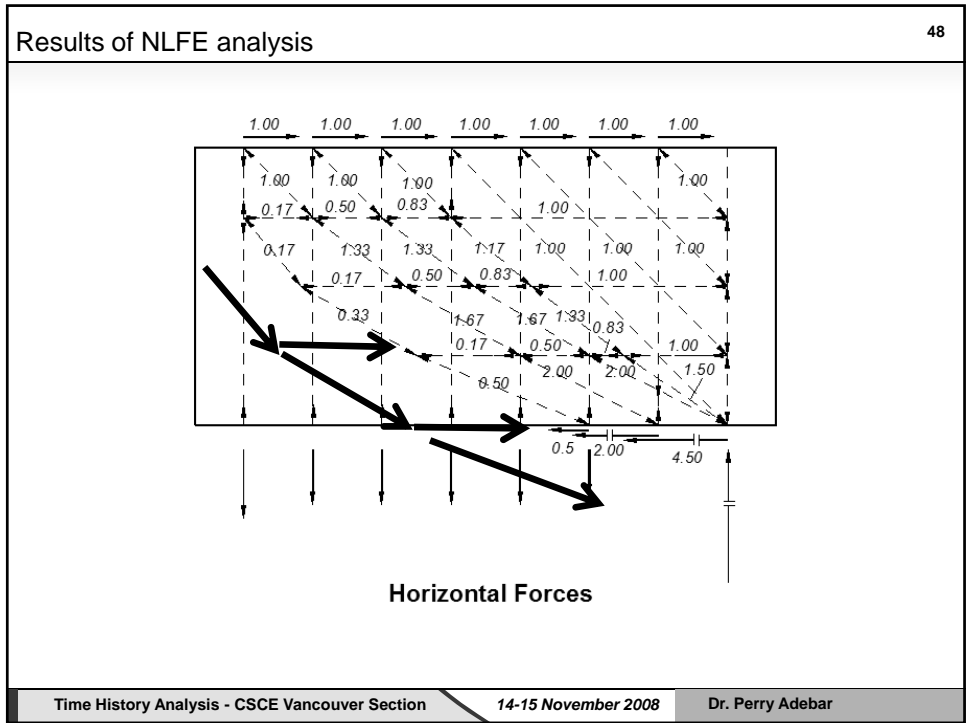 48
Results of NLFE analysis
1.00 1.00 1.00 1.00 1.00 1.00 1.00
1.00 1.00 1.00 1.00
0.17 0.50 0.83 1.00
0.17 1.33 1.33 1.17 1.00 1.00 1.00
0.17 0.50 0.83 1.00
0.33 1.67 1.67 1.33 0.83
0.17 0.50 1.00
0.50 2.00 2.00 1.50
0.5 2.00 4.50
Horizontal Forces
Time History Analysis - CSCE Vancouver Section 14-15 November 2008 Dr. Perry Adebar